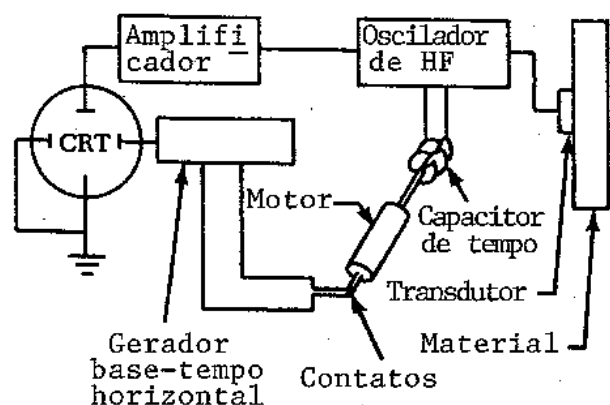 Amplifi
cador
Oscilador
de HF
CRT
Motor
Capacitor
de tempo
Transdutor
Gerador
base-tempo
horizontal
Contatos
Material